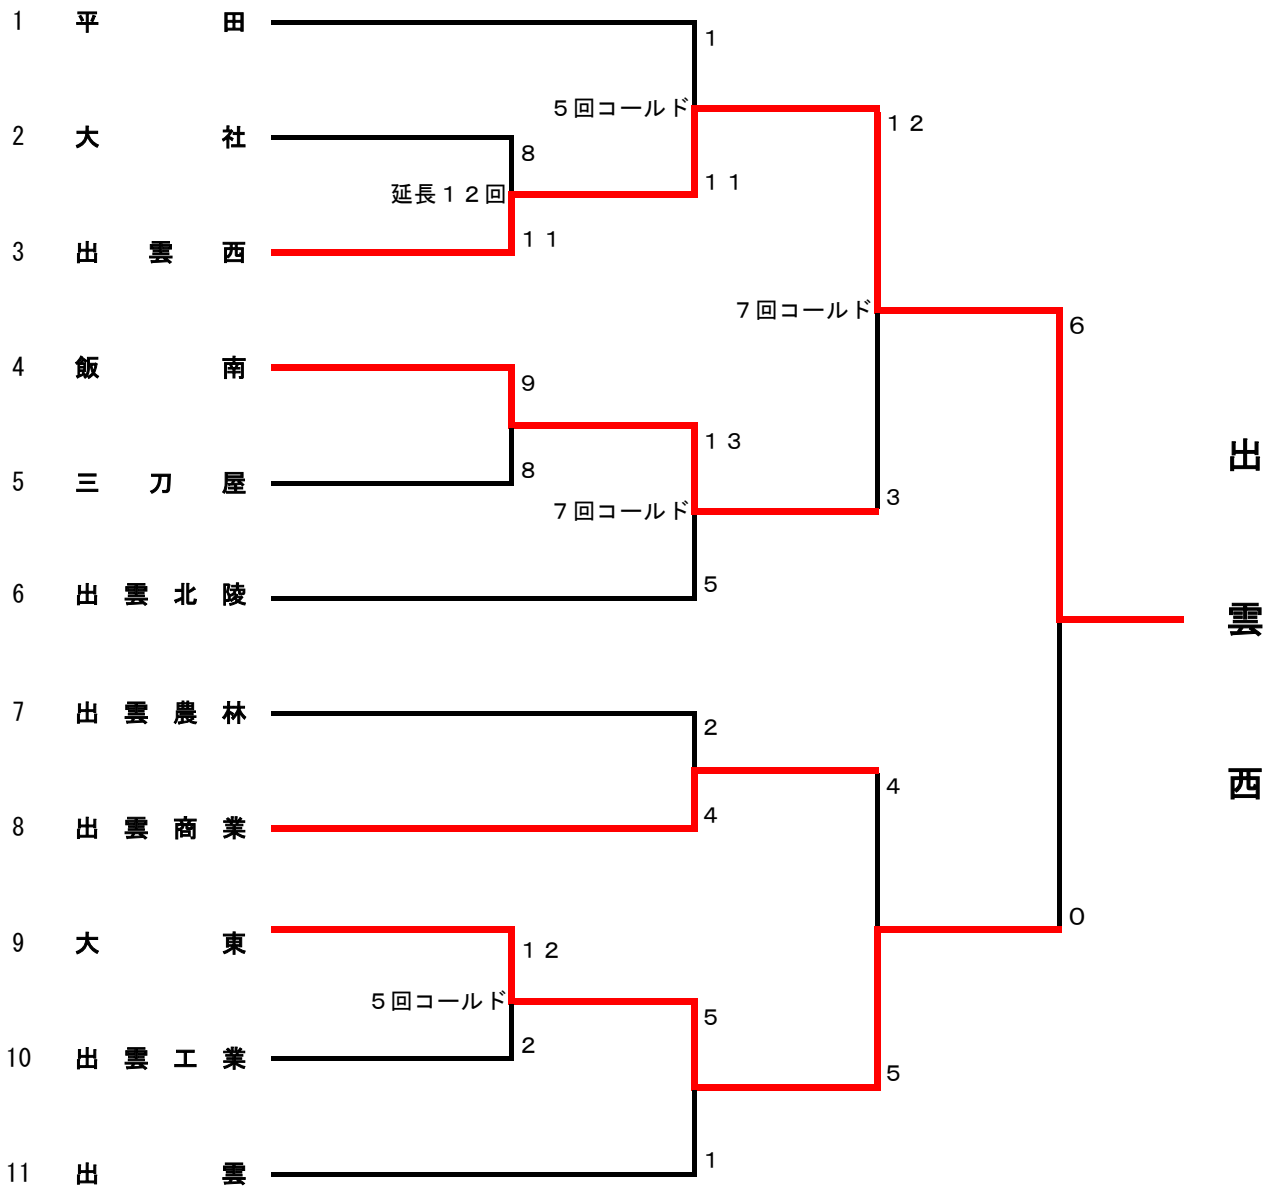 1 平田
1
5回コールド
12
2 大社
8
延長12回
11
3 出雲西
11
7回コールド
6
4 飯南
9
13
出
5 三刀屋
8
7回コールド
3
6 出雲北陵
5
雲
7 出雲農林
2
4
西
8 出雲商業
4
0
9 大東
12
5回コールド
5
10 出雲工業
2
5
11 出雲
1